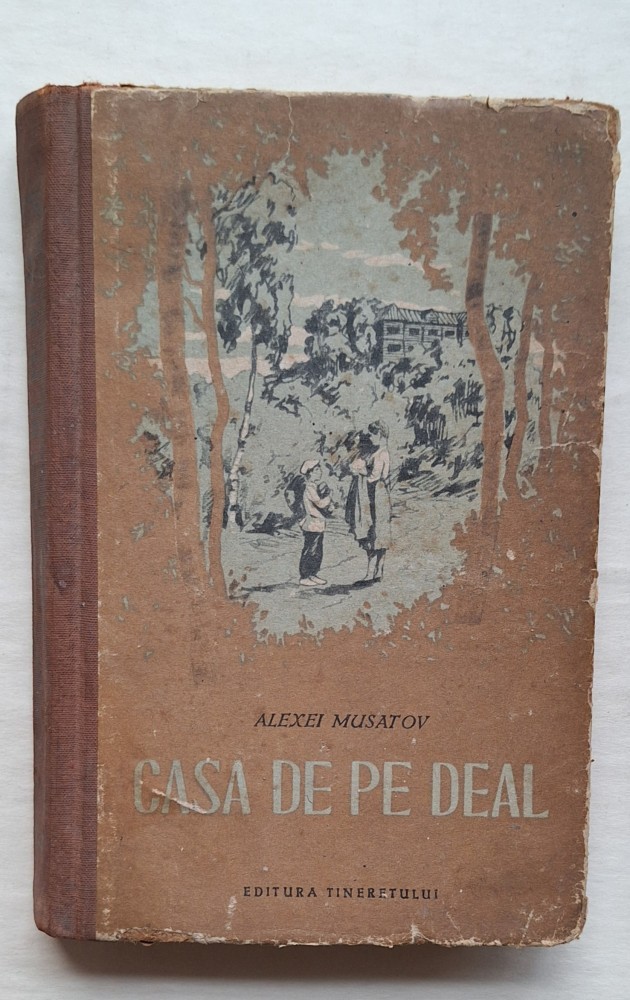 ALEXEI MUSATOV
CASA DE PE DEAL
EDITURA TINERETULUI